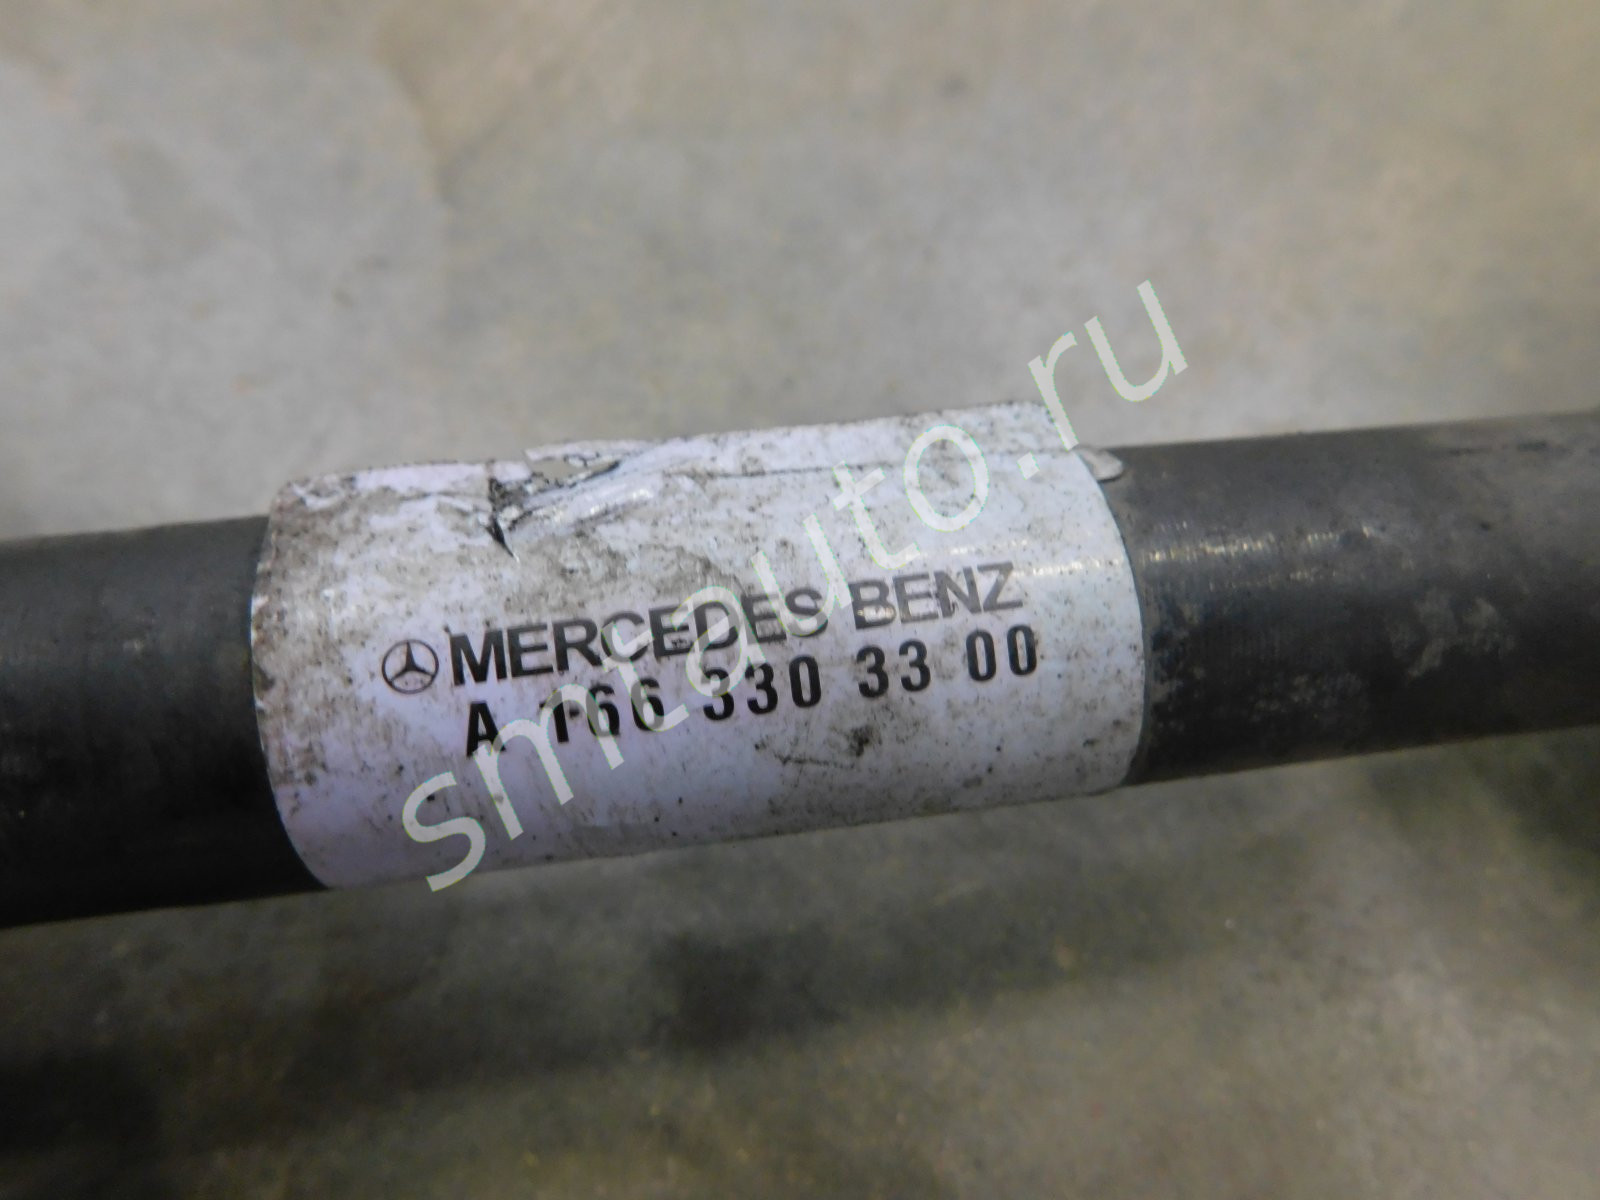 MERCEDES BENZ
A 166 330 33 00
smtauto.ru